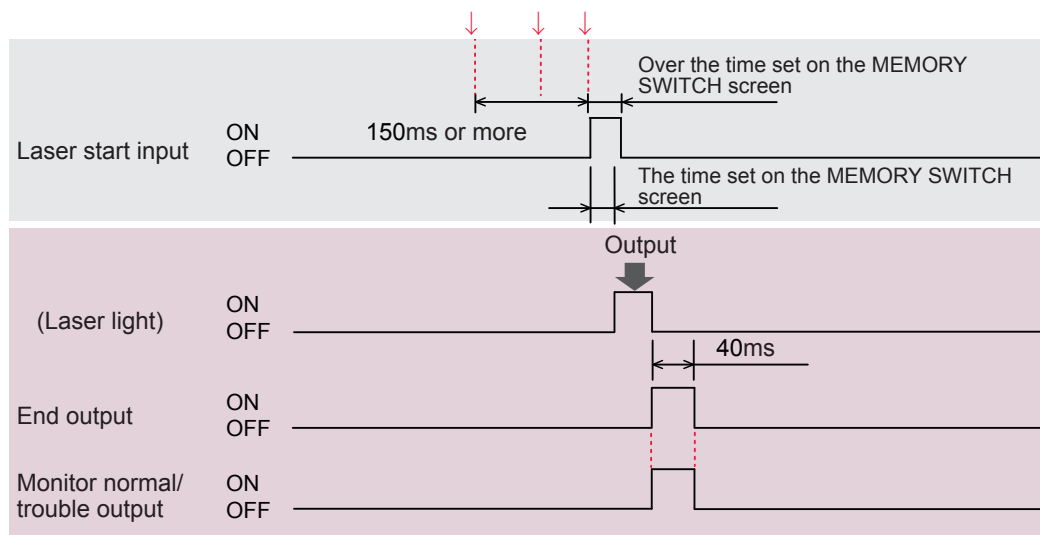 Over the time set on the MEMORY
SWITCH screen
150ms or more
Laser start input
ON
OFF
The time set on the MEMORY SWITCH
screen
Output
(Laser light)
ON
OFF
40ms
End output
ON
OFF
Monitor normal/
trouble output
ON
OFF